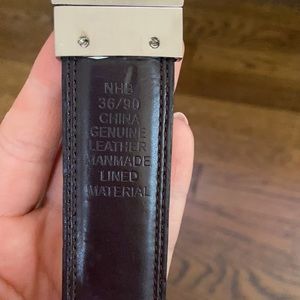 NHB
36/90
CHINA
GENUINE
LEATHER
MANMADE
LINED
MATERIAL